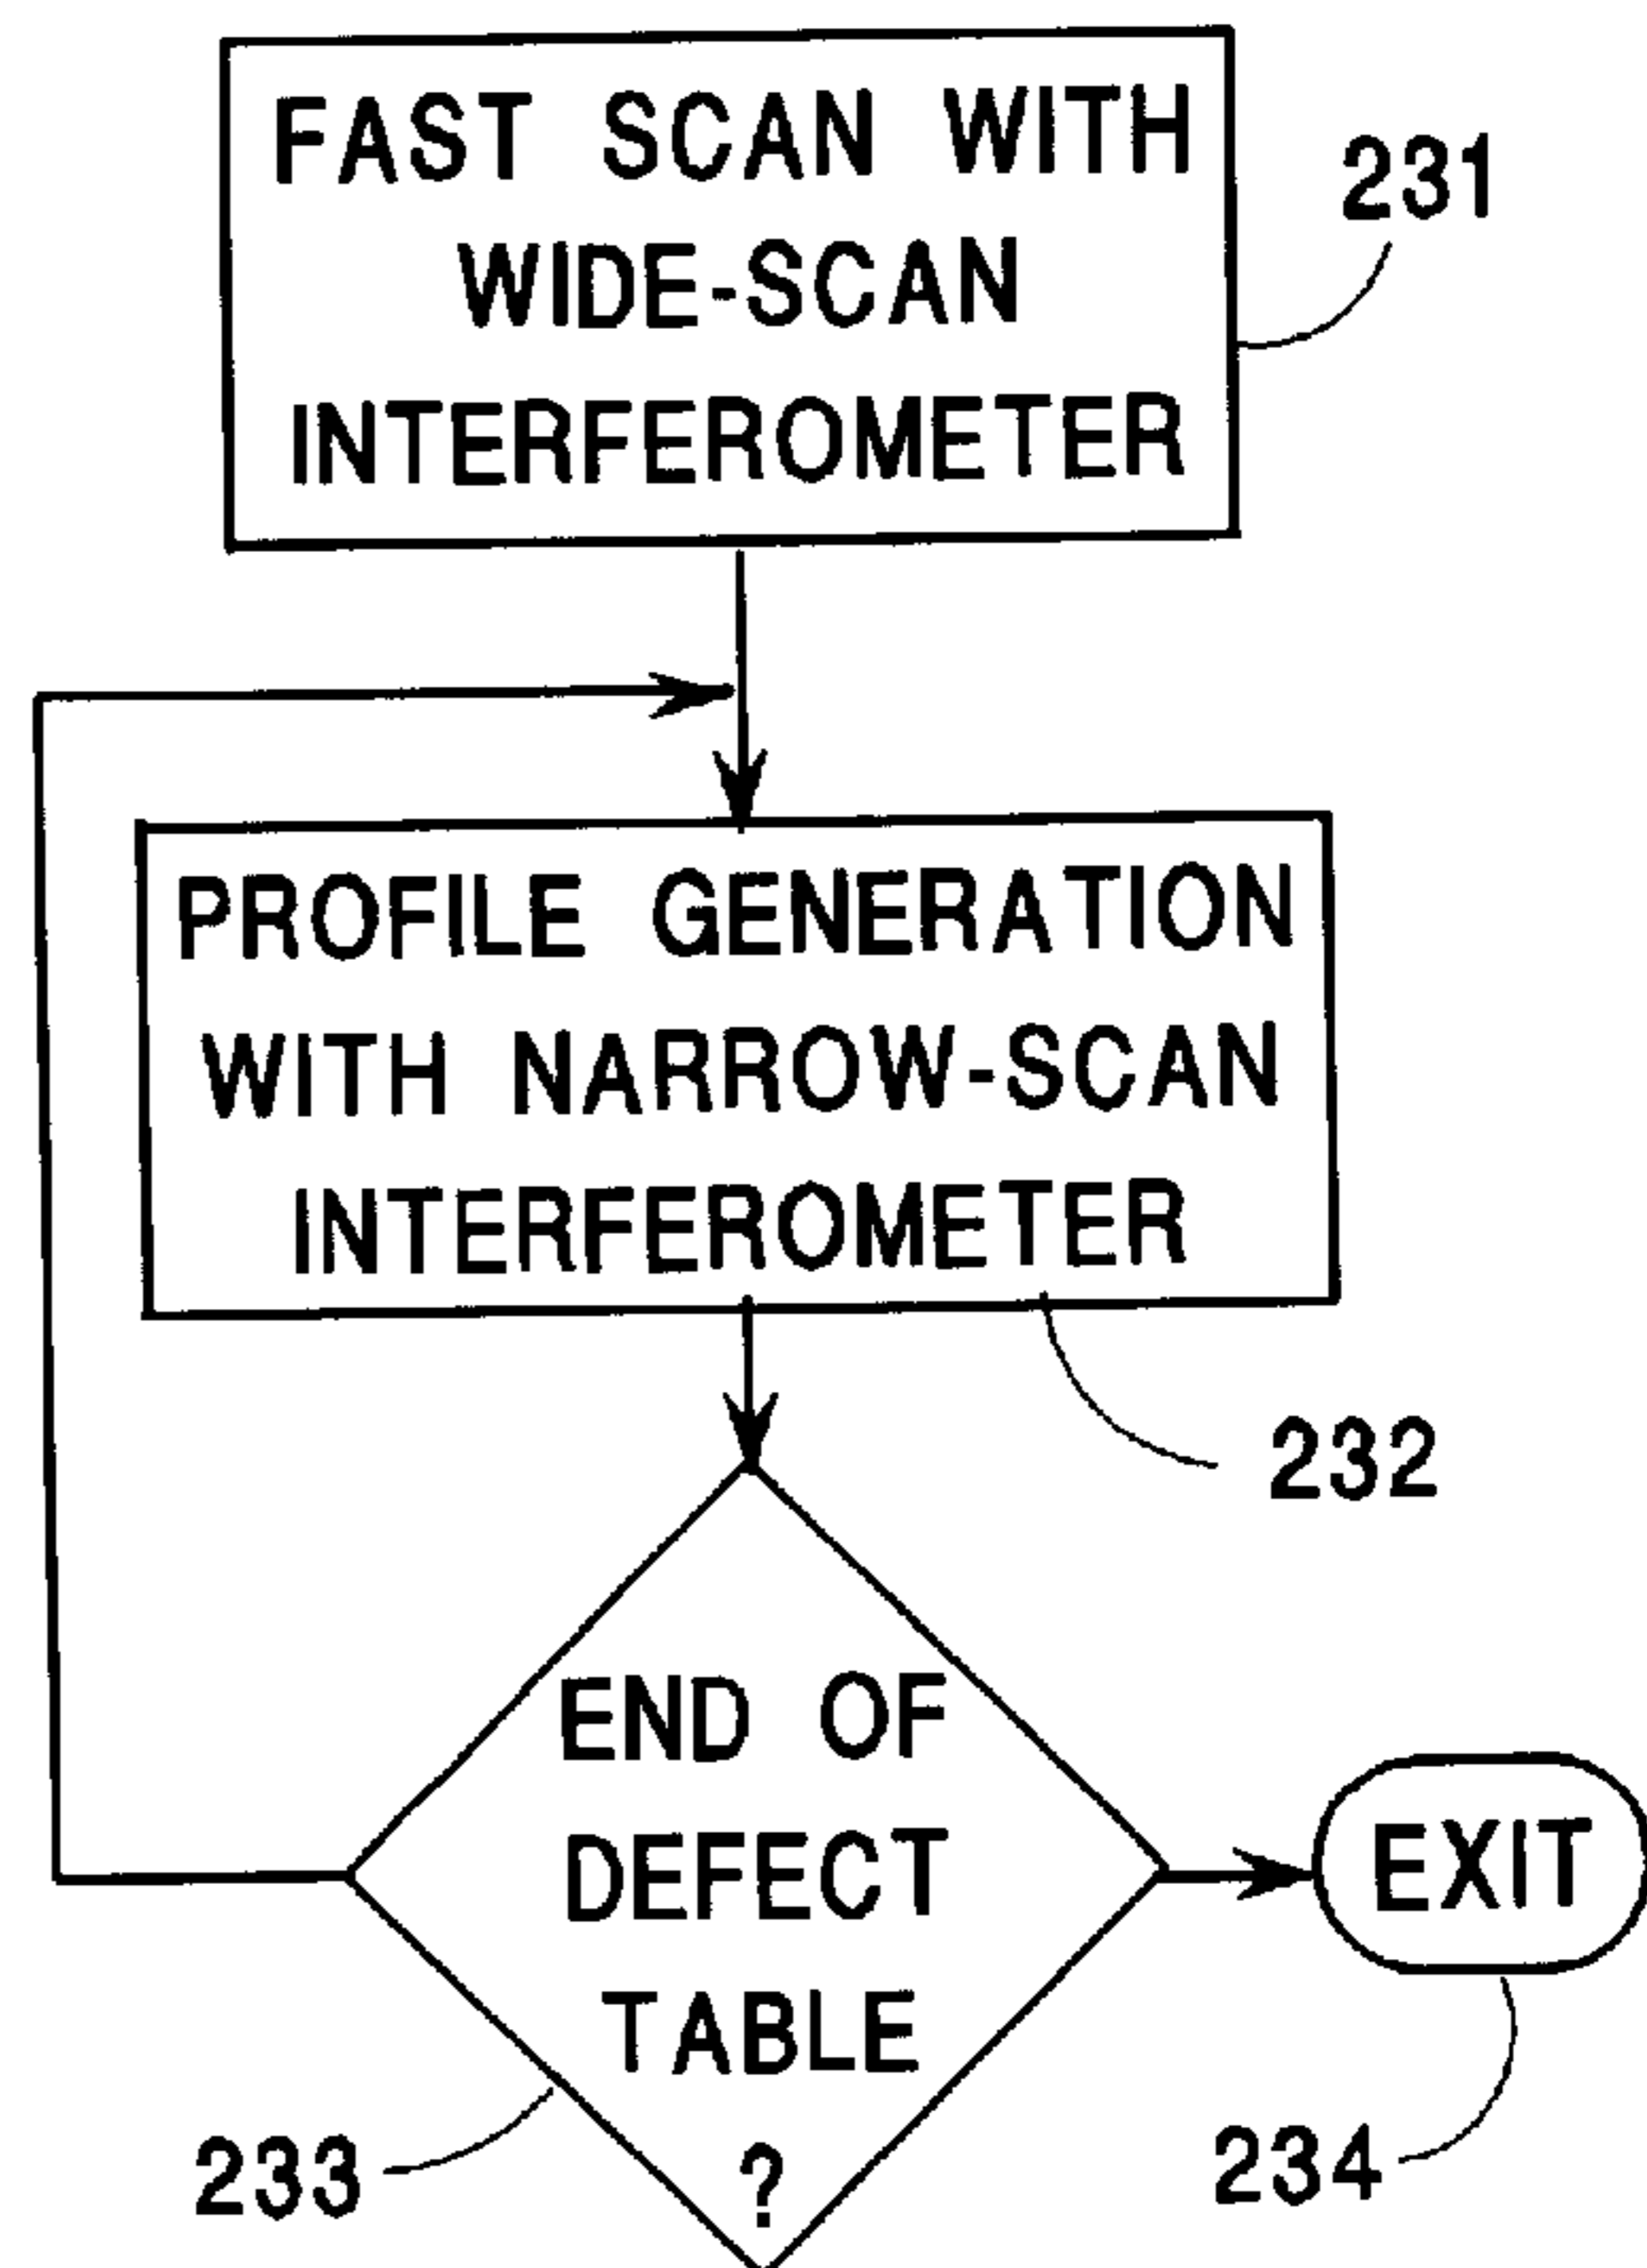 FAST SCAN WITH
WIDE-SCAN
INTERFEROMETER
231
PROFILE GENERATION
WITH NARROW-SCAN
INTERFEROMETER
232
END OF
DEFECT
TABLE
?
EXIT
233
234